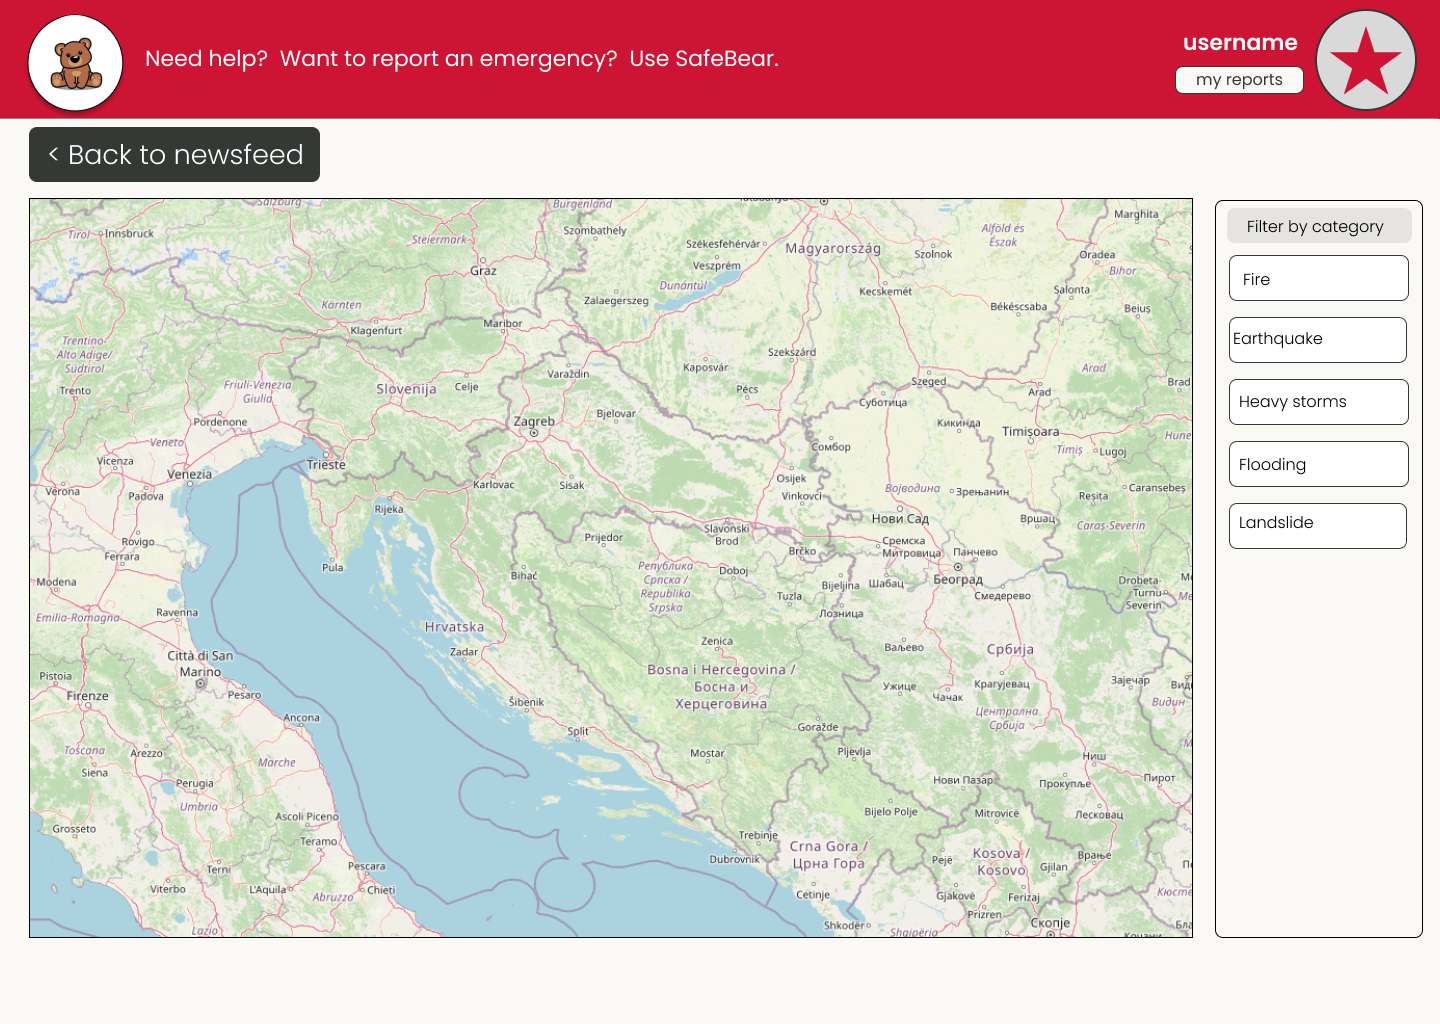 Need help?  Want to report an emergency?  Use SafeBear.
username
my reports
< Back to newsfeed
Filter by category
Fire
Earthquake
Heavy storms
Flooding
Landslide
Salzburg
Burgenland
Marghita
Tirol
Innsbruck
Szombathely
Alföld és
Észak
Steiermark
Székesfehérvár
Magyarország
Szolnok
Oradea
Graz
Veszprém
Bihor
Dunántúl
Kecskemét
Salonta
Kärnten
Zalaegerszeg
Békéscsaba
Beiuș
Klagenfurt
Maribor
Trentino-
Alto Adige/
Südtirol
Szekszárd
Kaposvár
Arad
Varaždin
Trento
Friuli-Venezia
Giulia
Slovenija
Celje
Pécs
Szeged
Arad
Brad
Суботица
Pordenone
Zagreb
Bjelovar
Кикинда
Timișoara
Hune
Veneto
Сомбор
Timiș
Lugoj
Vicenza
Trieste
Venezia
Karlovac
Sisak
Osijek
Војводина
Зрењанин
Caransebeș
Verona
Padova
Vinkovci
Reșița
Rijeka
Нови Сад
Вршац
Caraș-Severin
Rovigo
Prijedor
Slavonski
Brod
Сремска
Митровица
Панчево
Ferrara
Brčko
Pula
Република
Српска /
Republika
Srpska
Doboj
Bihać
Bijeljina
Шабац
Београд
Drobeta-
Turnu
Severin
Modena
Tuzla
Смедерево
Emilia-Romagna
Ravenna
Лозница
Hrvatska
Zenica
Ваљево
Србија
Zadar
Città di San
Marino
Bosna i Hercegovina /
Босна и
Херцеговина
Pistoia
Ужице
Крагујевац
Зајечар
Firenze
Pesaro
Чачак
Видин
Šibenik
Централна
Србија
Ancona
Split
Goražde
Toscana
Arezzo
Mostar
Pljevlja
Ниш
Marche
Siena
Perugia
Нови Пазар
Прокупље
Пирот
Umbria
Ascoli Piceno
Bijelo Polje
Mitrovicë
Лесковац
Grosseto
Teramo
Trebinje
Crna Gora /
Црна Гора
Kosova /
Kosovo
Врање
Dubrovnik
Pejë
Gjilan
Terni
Pescara
Viterbo
L'Aquila
Chieti
Abruzzo
Cetinje
Gjakovë
Ferizaj
Prizren
Lazio
Shkodër
Shqipëria
Скопје